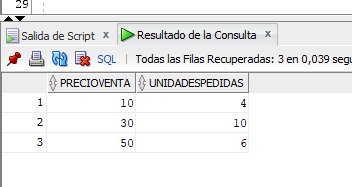 29
Salida de Script x Resultado de la Consulta x
SQL | Todas las Filas Recuperadas: 3 en 0,039 segu
PRECIOVENTA UNIDADESPEDIDAS
1 10 4
2 30 10
3 50 6